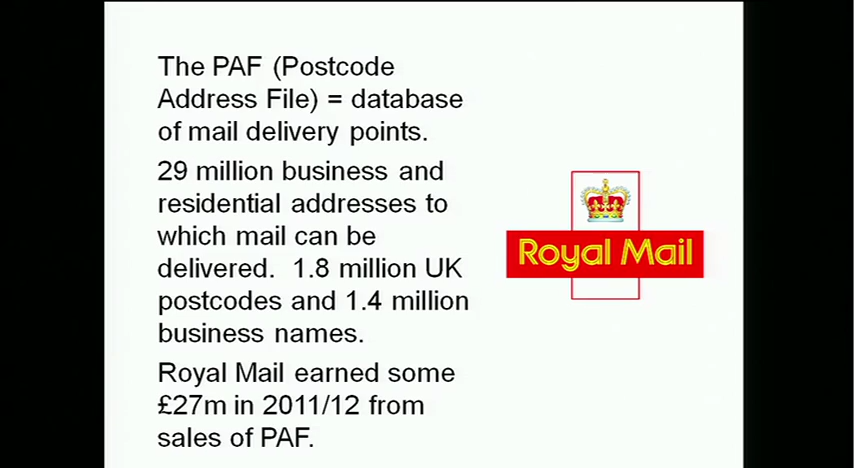 The PAF (Postcode
Address File) = database
of mail delivery points.
29 million business and
residential addresses to
which mail can be
delivered.  1.8 million UK
postcodes and 1.4 million
business names.
Royal Mail earned some
£27m in 2011/12 from
sales of PAF.
Royal Mail